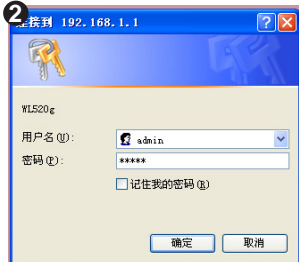 2
连接到 192.168.1.1
WL520g
用户名(U):
admin
密码(P):
*****
记住我的密码(R)
确定
取消